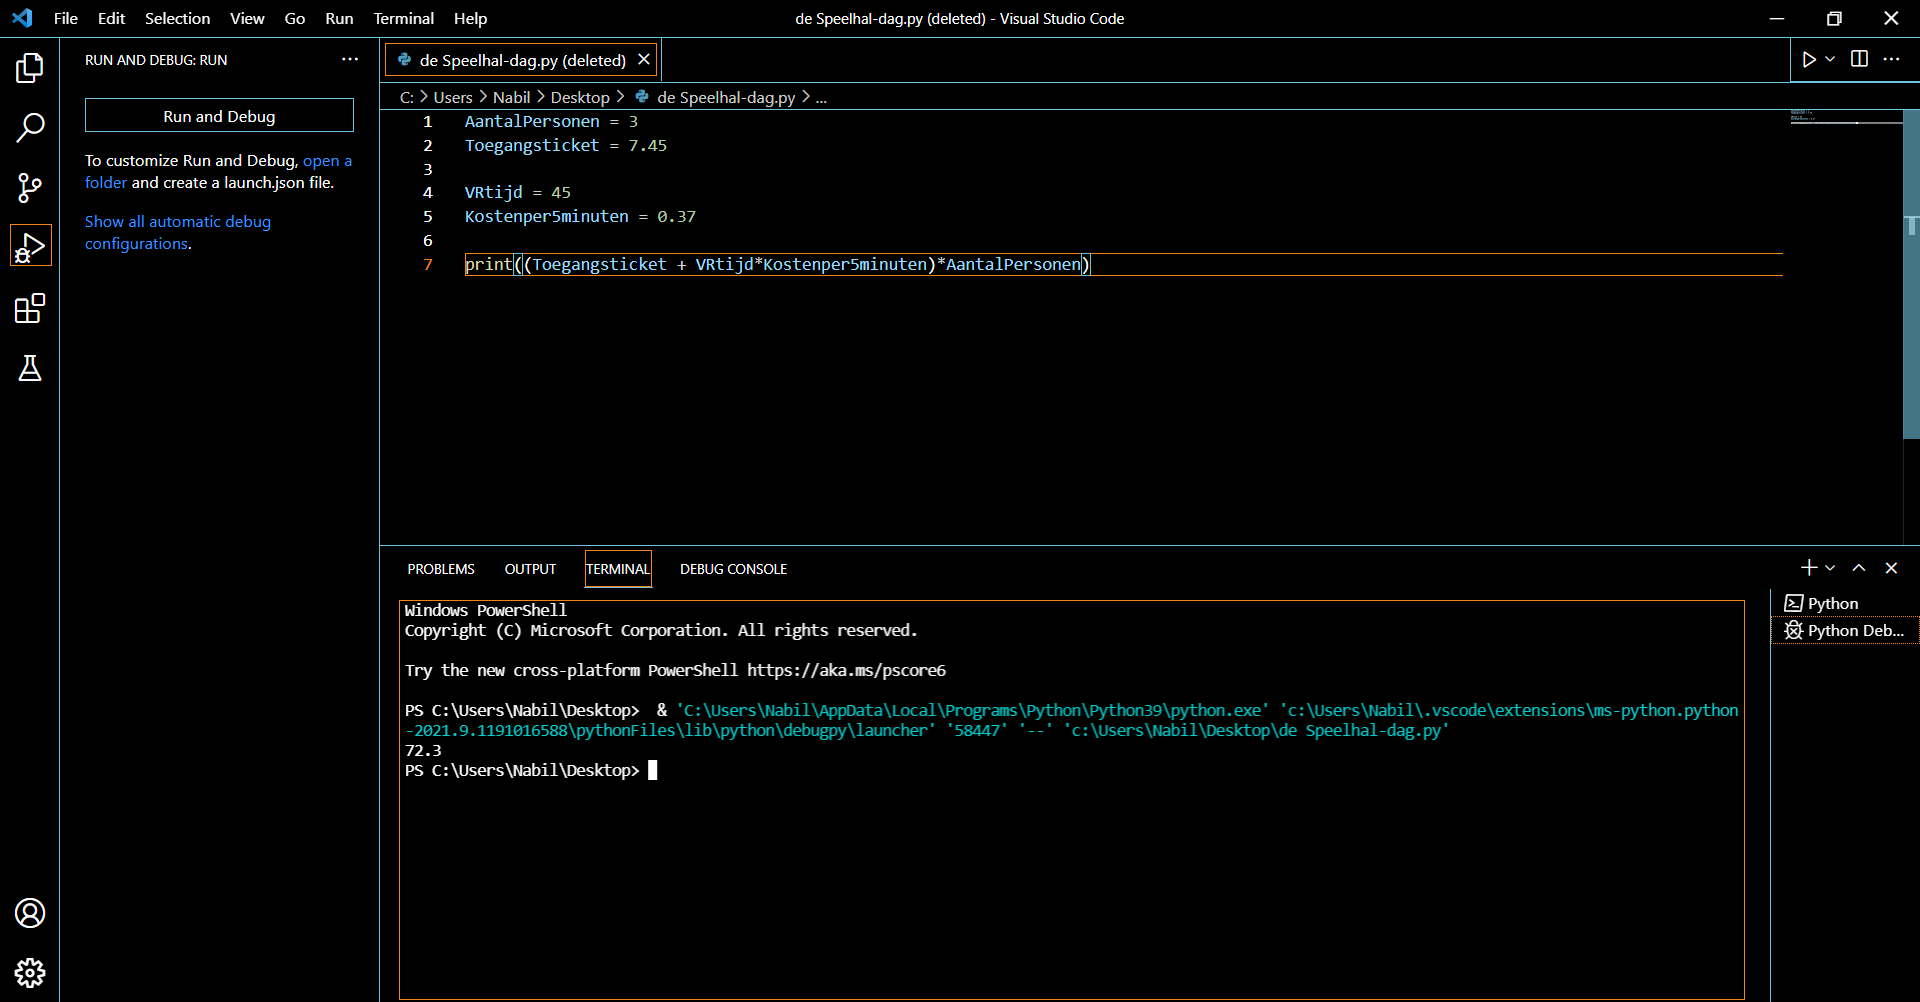 File Edit Selection View Go Run Terminal Help
de Speelhal-dag.py (deleted) - Visual Studio Code
RUN AND DEBUG: RUN
Run and Debug
To customize Run and Debug, open a
folder and create a launch.json file.
Show all automatic debug
configurations.
de Speelhal-dag.py (deleted)
C: > Users > Nabil > Desktop > de Speelhal-dag.py > ...
1 AantalPersonen = 3
2 Toegangsticket = 7.45
3
4 VRtijd = 45
5 Kostenper5minuten = 0.37
6
7 print((Toegangsticket + VRtijd*Kostenper5minuten)*AantalPersonen)
PROBLEMS OUTPUT TERMINAL DEBUG CONSOLE
Windows PowerShell
Copyright (C) Microsoft Corporation. All rights reserved.
Try the new cross-platform PowerShell https://aka.ms/pscore6
PS C:\Users\Nabil\Desktop>  & 'C:\Users\Nabil\AppData\Local\Programs\Python\Python39\python.exe' 'c:\Users\Nabil\.vscode\extensions\ms-python.python
-2021.9.1191016588\pythonFiles\lib\python\debugpy\launcher' '58447' '--' 'c:\Users\Nabil\Desktop\de Speelhal-dag.py'
72.3
PS C:\Users\Nabil\Desktop>
Python
Python Deb...